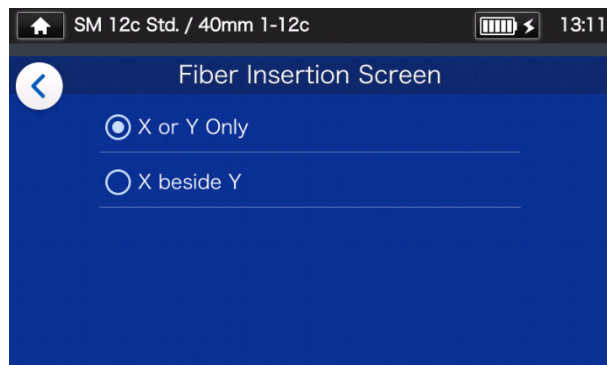 SM 12c Std. / 40mm 1-12c 13:11
Fiber Insertion Screen
X or Y Only
X beside Y